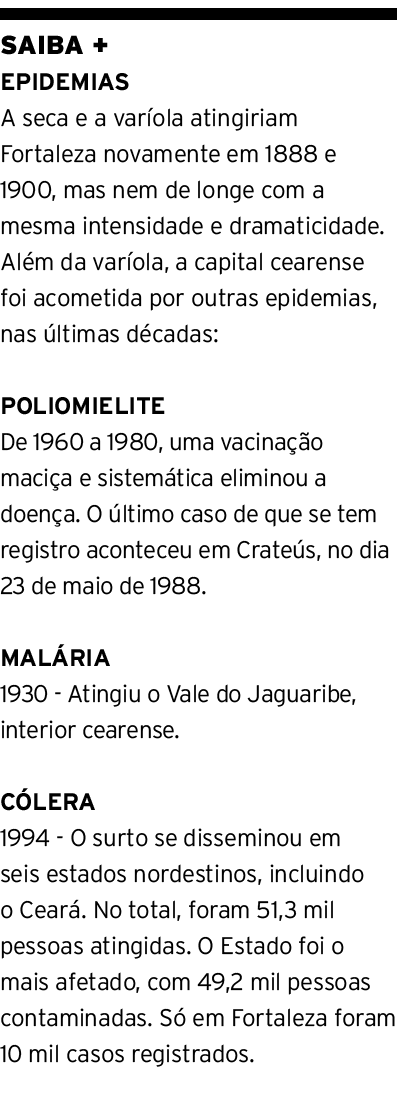 SAIBA +
EPIDEMIAS
A seca e a varíola atingiriam
Fortaleza novamente em 1888 e
1900, mas nem de longe com a
mesma intensidade e dramaticidade.
Além da varíola, a capital cearense
foi acometida por outras epidemias,
nas últimas décadas:
POLIOMIELITE
De 1960 a 1980, uma vacinação
maciça e sistemática eliminou a
doença. O último caso de que se tem
registro aconteceu em Crateús, no dia
23 de maio de 1988.
MALÁRIA
1930 - Atingiu o Vale do Jaguaribe,
interior cearense.
CÓLERA
1994 - O surto se disseminou em
seis estados nordestinos, incluindo
o Ceará. No total, foram 51,3 mil
pessoas atingidas. O Estado foi o
mais afetado, com 49,2 mil pessoas
contaminadas. Só em Fortaleza foram
10 mil casos registrados.